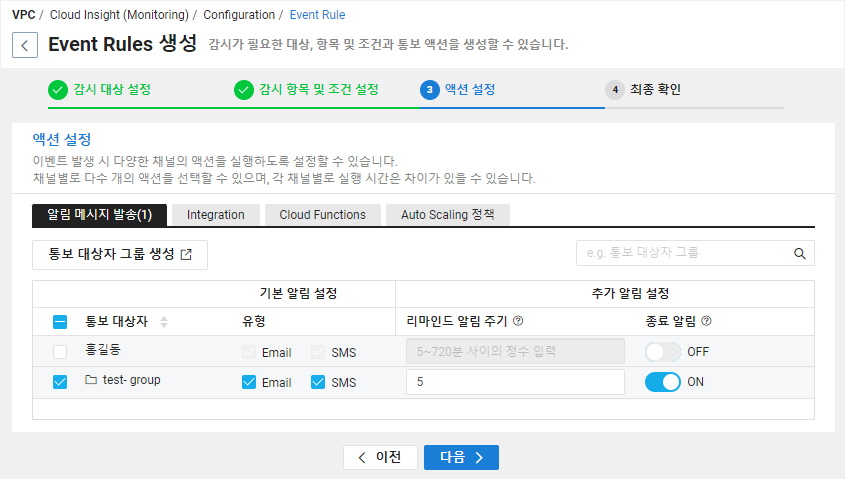 VPC / Cloud Insight (Monitoring) / Configuration / Event Rule
Event Rules 생성 감시가 필요한 대상, 항목 및 조건과 통보 액션을 생성할 수 있습니다.
감시 대상 설정 감시 항목 및 조건 설정 3 액션 설정 4 최종 확인
액션 설정
이벤트 발생 시 다양한 채널의 액션을 실행하도록 설정할 수 있습니다.
채널별로 다수 개의 액션을 선택할 수 있으며, 각 채널별로 실행 시간은 차이가 있을 수 있습니다.
알림 메시지 발송(1) Integration Cloud Functions Auto Scaling 정책
통보 대상자 그룹 생성 e.g. 통보 대상자 그룹
기본 알림 설정 추가 알림 설정
통보 대상자 유형 리마인드 알림 주기 ? 종료 알림 ?
홍길동 Email SMS 5~720분 사이의 정수 입력 OFF
test- group Email SMS 5 ON
이전 다음